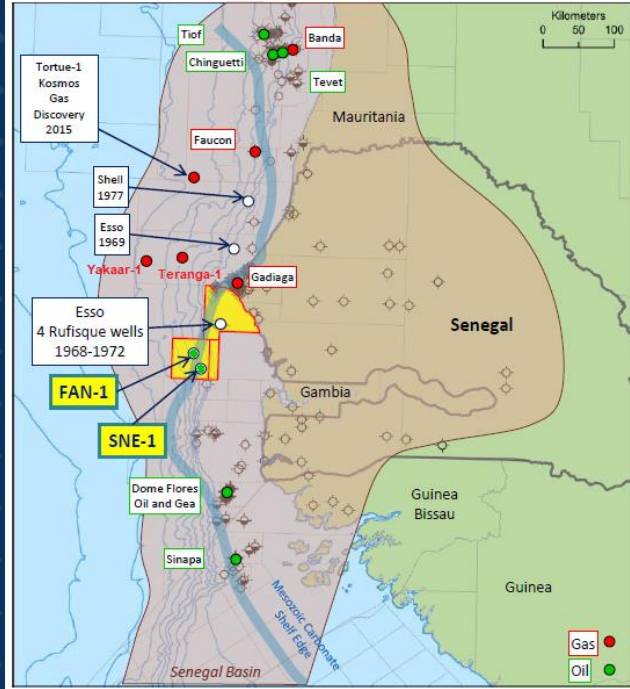 Kilometers
0 50 100
Tiof
Banda
Chinguetti
Tevet
Tortue-1
Kosmos
Gas
Discovery
2015
Mauritania
Faucon
Shell
1977
Esso
1969
Yakaar-1
Teranga-1
Gadiaga
Esso
4 Rufisque wells
1968-1972
Senegal
FAN-1
Gambia
SNE-1
Dome Flores
Oil and Gea
Guinea
Bissau
Sinapa
Guinea
Mesozoic Carbonate
Shelf Edge
Gas
Oil
Senegal Basin